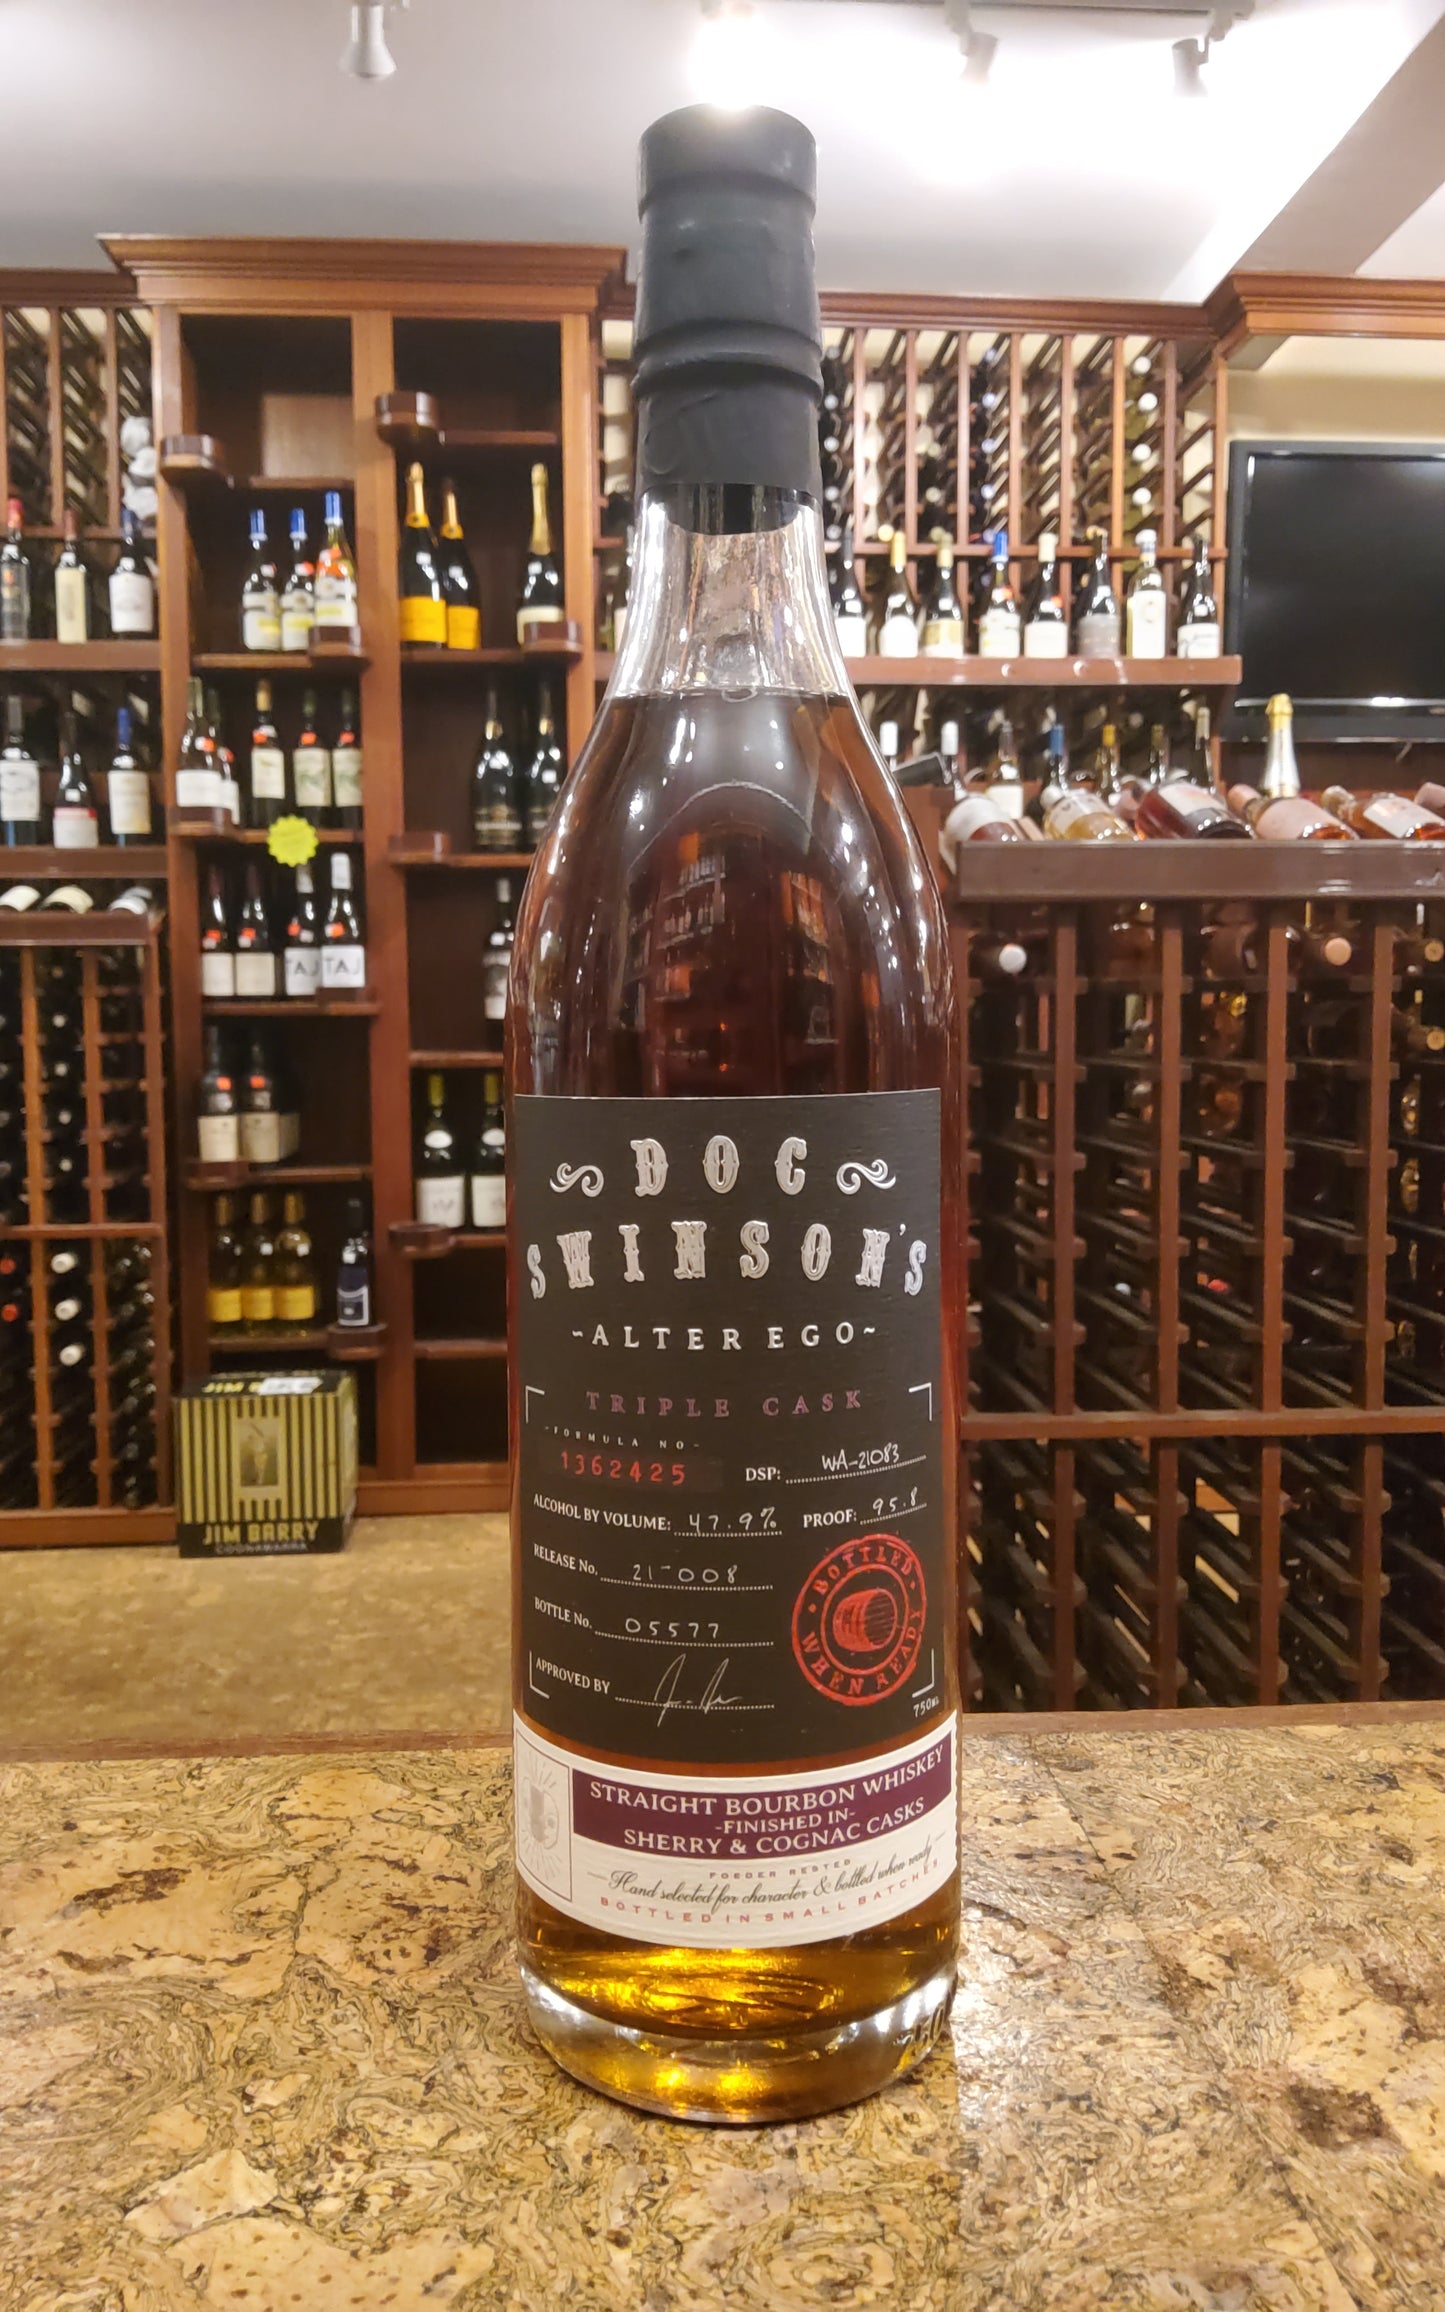 DOC
SWINSON'S
~ALTER EGO~
TRIPLE CASK
-FORMULA NO-
1362425
DSP: WA-21083
ALCOHOL BY VOLUME: 47.9%
PROOF: 95.8
RELEASE No. 21-008
BOTTLE No. 05577
APPROVED BY
BOTTLED WHEN READY
750ML
STRAIGHT BOURBON WHISKEY
-FINISHED IN-
SHERRY & COGNAC CASKS
FOEDER RESTED
Hand selected for character & bottled when ready
BOTTLED IN SMALL BATCHES
TAJ
TAJ
JIM BARRY
COONAWARRA